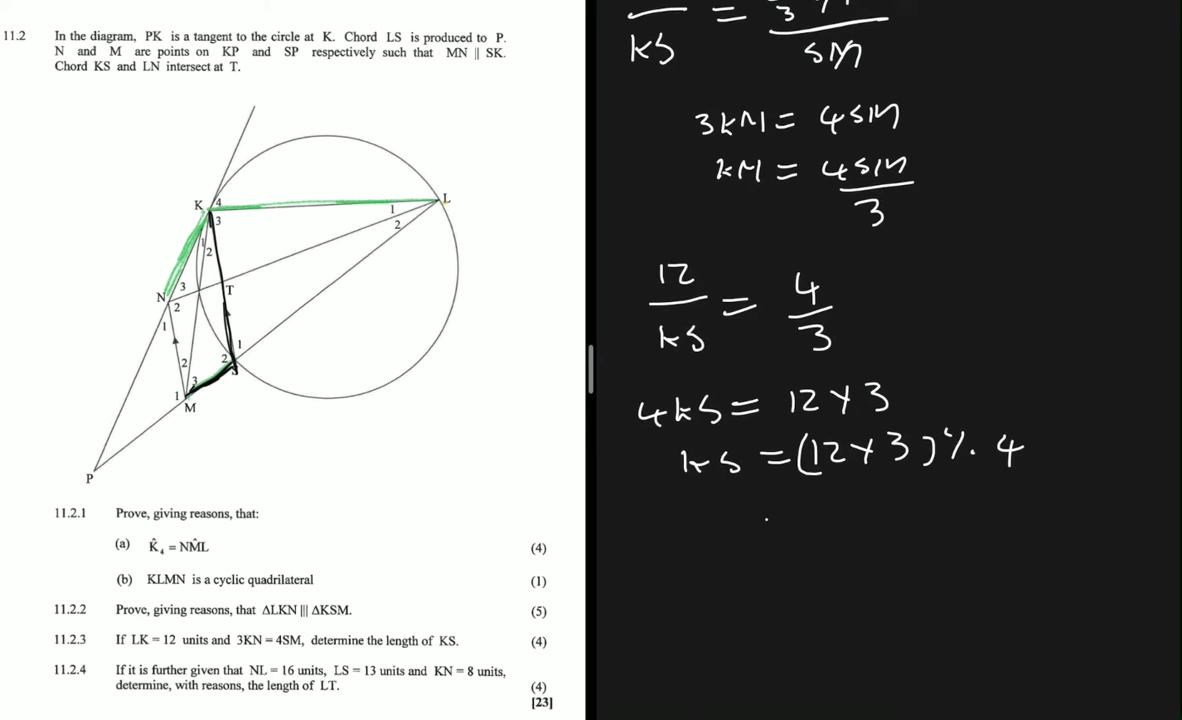 11.2 In the diagram, PK is a tangent to the circle at K. Chord LS is produced to P.
N and M are points on KP and SP respectively such that MN || SK.
Chord KS and LN intersect at T.
K 4 L
3 1
1 2 2
N 3 T
2
1 1
2 2 S
3
1 M
P
11.2.1 Prove, giving reasons, that:
(a) K̂₄ = NM̂L (4)
(b) KLMN is a cyclic quadrilateral (1)
11.2.2 Prove, giving reasons, that ΔLKN ||| ΔKSM. (5)
11.2.3 If LK = 12 units and 3KN = 4SM, determine the length of KS. (4)
11.2.4 If it is further given that NL = 16 units, LS = 13 units and KN = 8 units,
determine, with reasons, the length of LT. (4)
[23]
KS = 3
SM
3KN = 4SM
KN = 4SM
3
12 = 4
KS 3
4KS = 12 × 3
KS = (12 × 3) ÷ 4